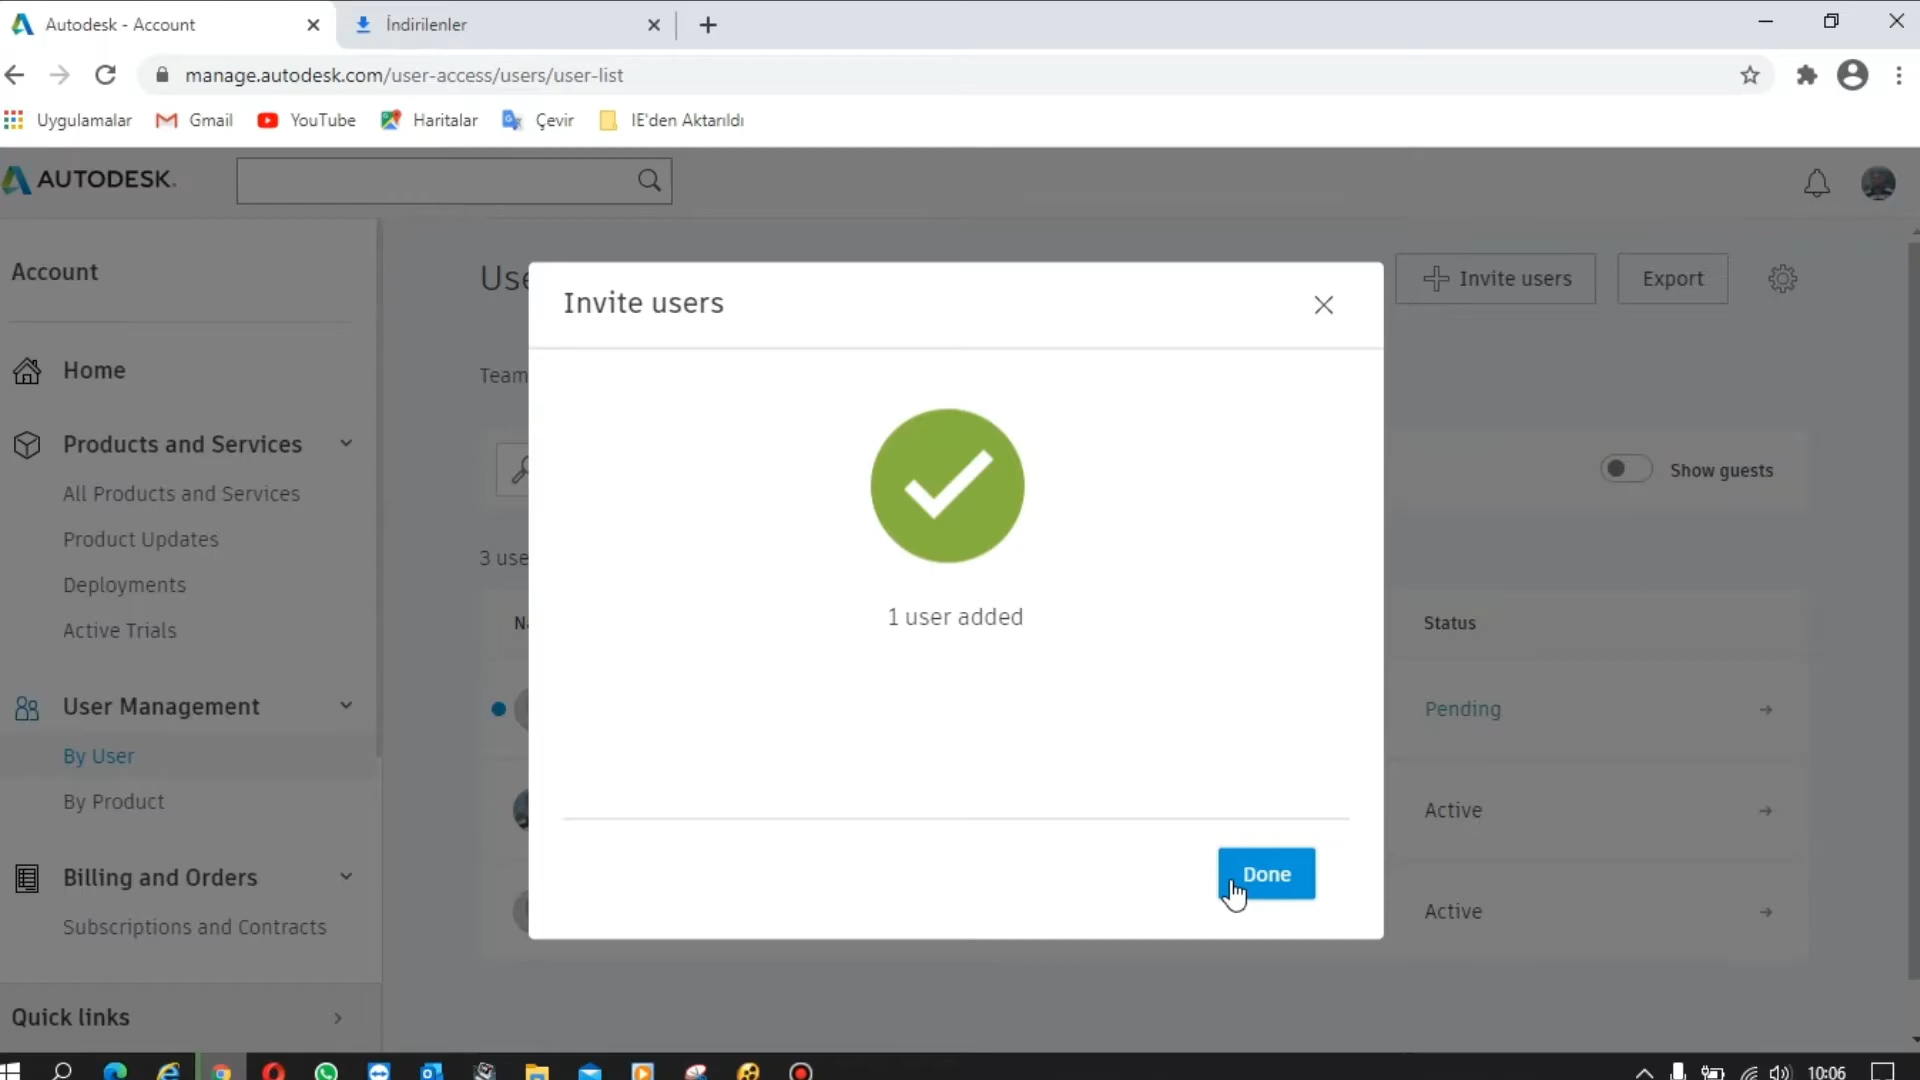 Autodesk - Account
İndirilenler
manage.autodesk.com/user-access/users/user-list
Uygulamalar
Gmail
YouTube
Haritalar
Çevir
IE'den Aktarıldı
AUTODESK.
Account
Home
Products and Services
All Products and Services
Product Updates
Deployments
Active Trials
User Management
By User
By Product
Billing and Orders
Subscriptions and Contracts
Quick links
Invite users
Export
Team
Show guests
3 use
Status
Pending
Active
Active
Invite users
1 user added
Done
10:06